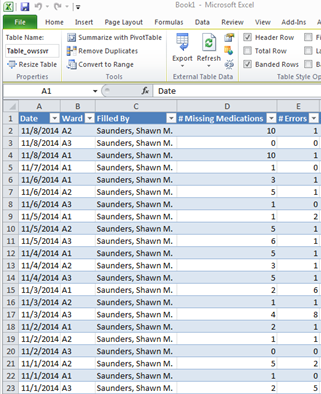 Book1 - Microsoft Excel
File Home Insert Page Layout Formulas Data Review View Add-Ins
Table Name:
Table_owssvr
Resize Table
Properties
Summarize with PivotTable
Remove Duplicates
Convert to Range
Tools
Export Refresh
External Table Data
Header Row
Total Row
Banded Rows
Table Style Op
A1 fx Date
A B C D E
1 Date Ward Filled By # Missing Medications # Errors
2 11/8/2014 A2 Saunders, Shawn M. 10 1
3 11/8/2014 A3 Saunders, Shawn M. 0 0
4 11/8/2014 A1 Saunders, Shawn M. 10 1
5 11/7/2014 A1 Saunders, Shawn M. 1 0
6 11/6/2014 A1 Saunders, Shawn M. 3 1
7 11/6/2014 A2 Saunders, Shawn M. 5 1
8 11/6/2014 A3 Saunders, Shawn M. 1 0
9 11/5/2014 A1 Saunders, Shawn M. 1 2
10 11/5/2014 A2 Saunders, Shawn M. 5 1
11 11/5/2014 A3 Saunders, Shawn M. 6 1
12 11/4/2014 A1 Saunders, Shawn M. 5 1
13 11/4/2014 A2 Saunders, Shawn M. 3 1
14 11/4/2014 A3 Saunders, Shawn M. 5 1
15 11/3/2014 A1 Saunders, Shawn M. 2 6
16 11/3/2014 A2 Saunders, Shawn M. 1 1
17 11/3/2014 A3 Saunders, Shawn M. 4 8
18 11/2/2014 A1 Saunders, Shawn M. 2 1
19 11/2/2014 A2 Saunders, Shawn M. 1 1
20 11/2/2014 A3 Saunders, Shawn M. 0 0
21 11/1/2014 A2 Saunders, Shawn M. 5 2
22 11/1/2014 A1 Saunders, Shawn M. 1 0
23 11/1/2014 A3 Saunders, Shawn M. 2 5